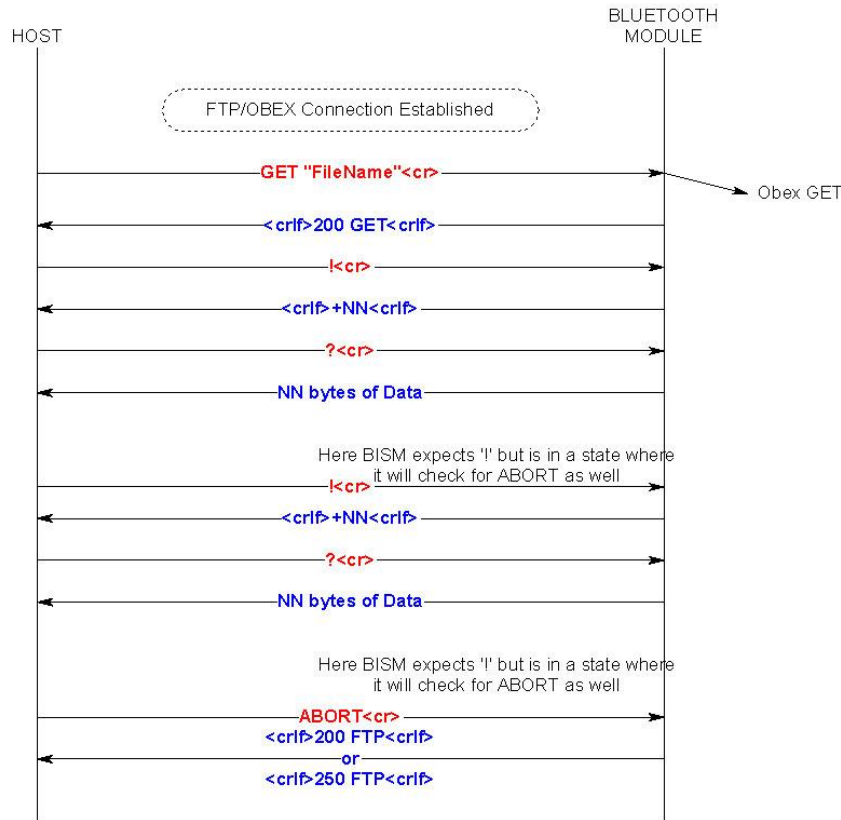 HOST
BLUETOOTH
MODULE
FTP/OBEX Connection Established
GET "FileName"<cr>
Obex GET
<crlf>200 GET<crlf>
!<cr>
<crlf>+NN<crlf>
?<cr>
NN bytes of Data
Here BISM expects '!' but is in a state where
it will check for ABORT as well
!<cr>
<crlf>+NN<crlf>
?<cr>
NN bytes of Data
Here BISM expects '!' but is in a state where
it will check for ABORT as well
ABORT<cr>
<crlf>200 FTP<crlf>
or
<crlf>250 FTP<crlf>